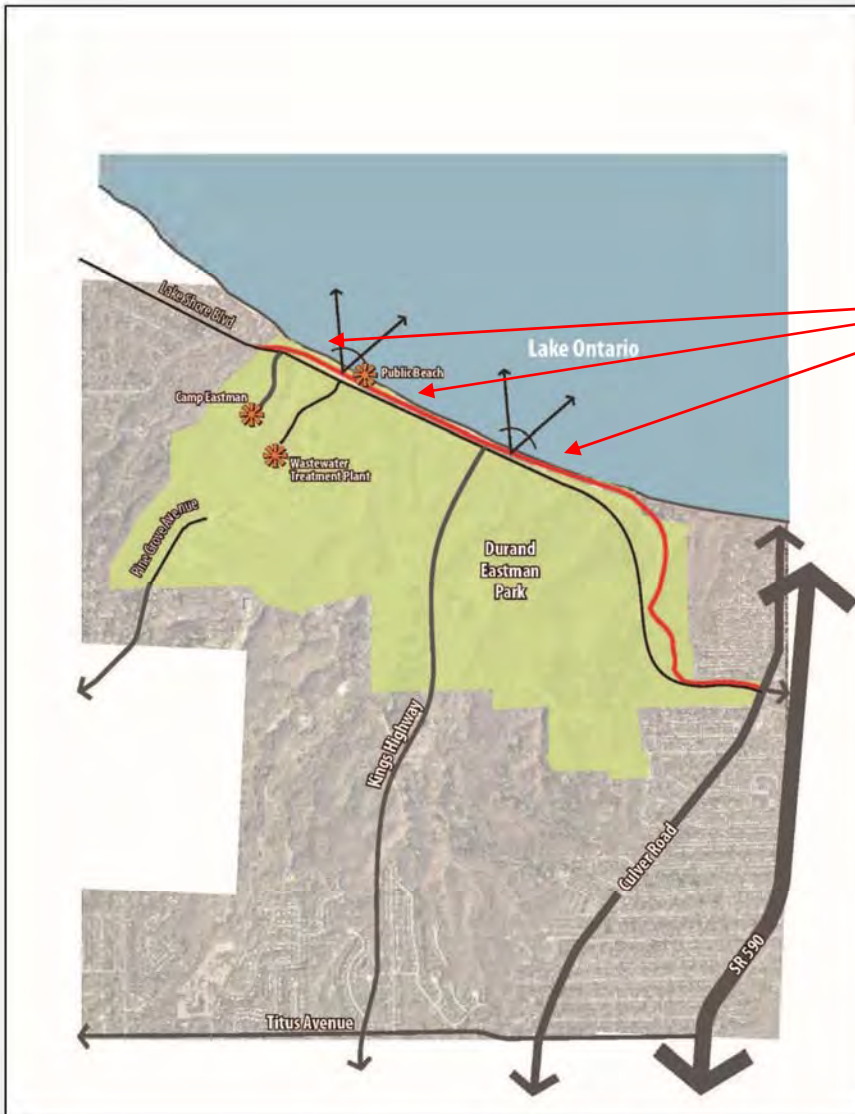 Lake Shore Blvd
Lake Ontario
Public Beach
Camp Eastman
Wastewater
Treatment Plant
Pine Grove Avenue
Durand
Eastman
Park
Kings Highway
Culver Road
SR 590
Titus Avenue